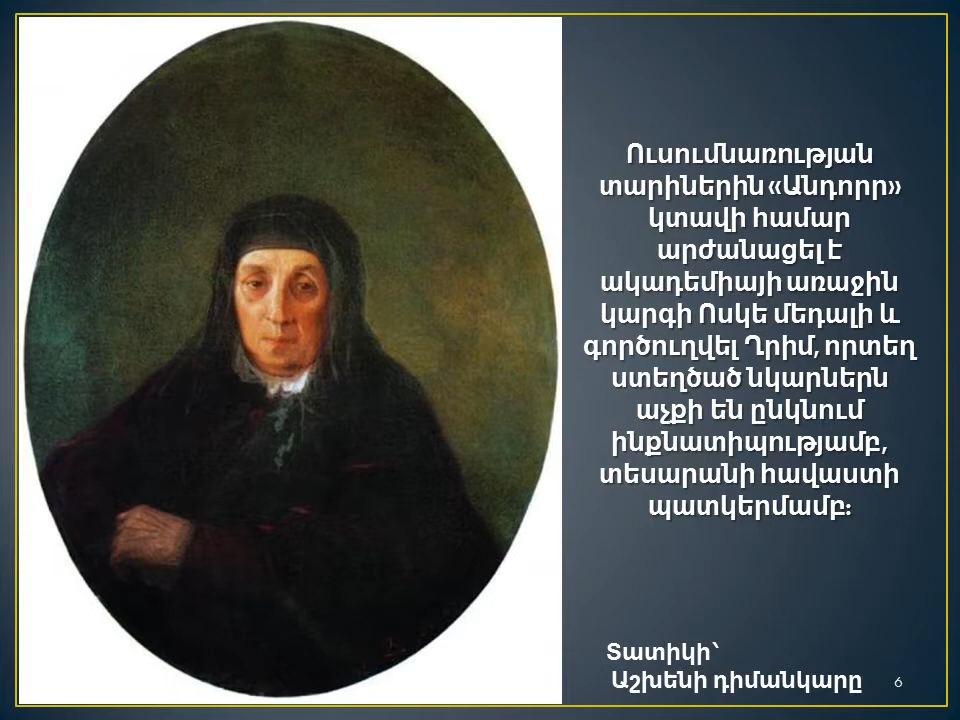 Ուսումնառության
տարիներին «Անդորր»
կտավի համար
արժանացել է
ակադեմիայի առաջին
կարգի Ոսկե մեդալի և
գործուղվել Ղրիմ, որտեղ
ստեղծած նկարներն
աչքի են ընկնում
ինքնատիպությամբ,
տեսարանի հավաստի
պատկերմամբ:
Տատիկի՝
Աշխենի դիմանկարը
6